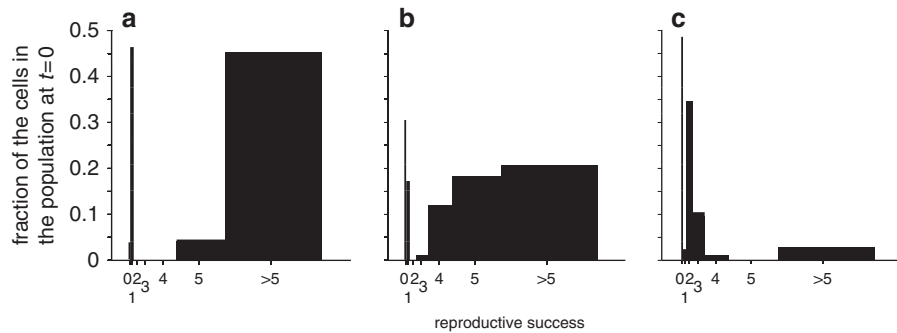 a
b
c
fraction of the cells in
the population at t=0
0.5
0.4
0.3
0.2
0.1
0
0 2 4 5 >5
1 3
0 2 3 4 5 >5
1
0 2 3 4 5 >5
1
reproductive success